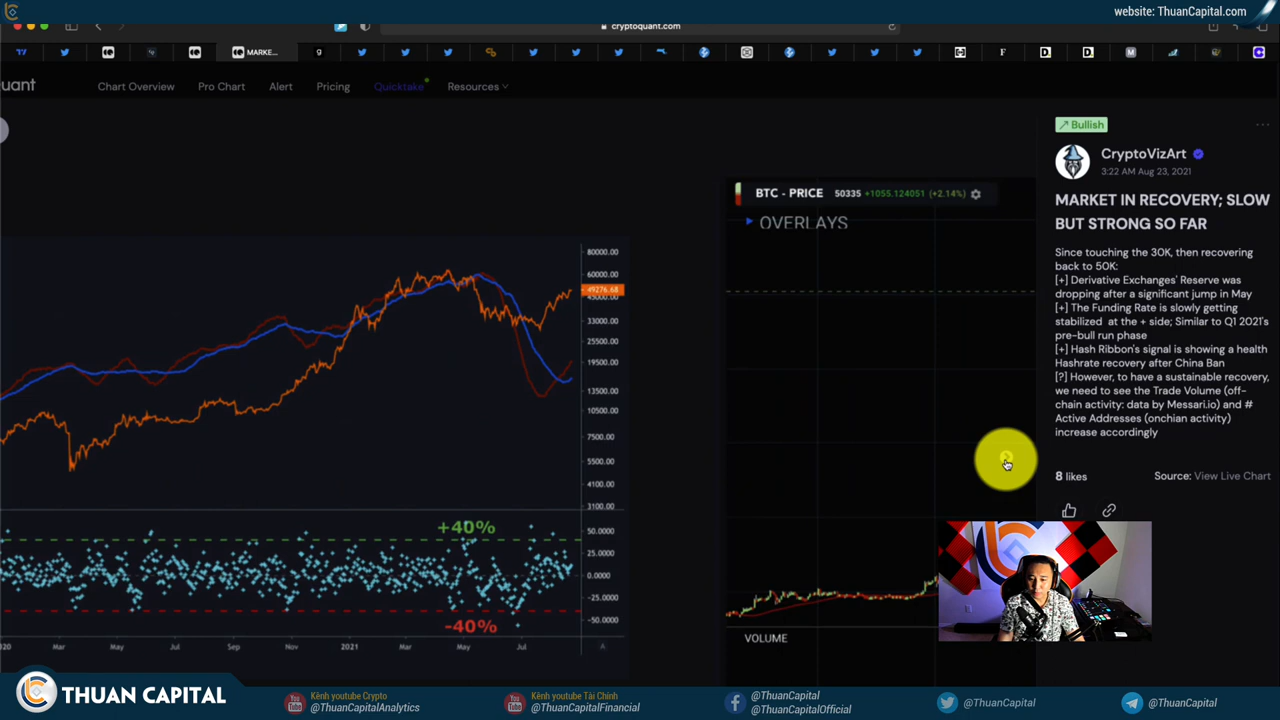 website: ThuanCapital.com
cryptoquant.com
MARKE...
uant
Chart Overview
Pro Chart
Alert
Pricing
Quicktake
Resources
Bullish
CryptoVizArt
3:22 AM Aug 23, 2021
MARKET IN RECOVERY; SLOW
BUT STRONG SO FAR
Since touching the 30K, then recovering
back to 50K:
[+] Derivative Exchanges' Reserve was
dropping after a significant jump in May
[+] The Funding Rate is slowly getting
stabilized at the + side; Similar to Q1 2021's
pre-bull run phase
[+] Hash Ribbon's signal is showing a health
Hashrate recovery after China Ban
[?] However, to have a sustainable recovery,
we need to see the Trade Volume (off-
chain activity: data by Messari.io) and #
Active Addresses (onchian activity)
increase accordingly
8 likes
Source: View Live Chart
BTC - PRICE 50335 +1055.124051 (+2.14%)
OVERLAYS
VOLUME
80000.00
60000.00
49276.68
45000.00
33000.00
25500.00
19500.00
13500.00
10500.00
7500.00
5500.00
4100.00
3100.00
+40%
50.0000
25.0000
0.0000
-25.0000
-50.0000
-40%
020
Mar
May
Jul
Sep
Nov
2021
Mar
May
Jul
A
THUAN CAPITAL
Kênh youtube Crypto
@ThuanCapitalAnalytics
Kênh youtube Tài Chính
@ThuanCapitalFinancial
@ThuanCapital
@ThuanCapitalOfficial
@ThuanCapital
@ThuanCapital